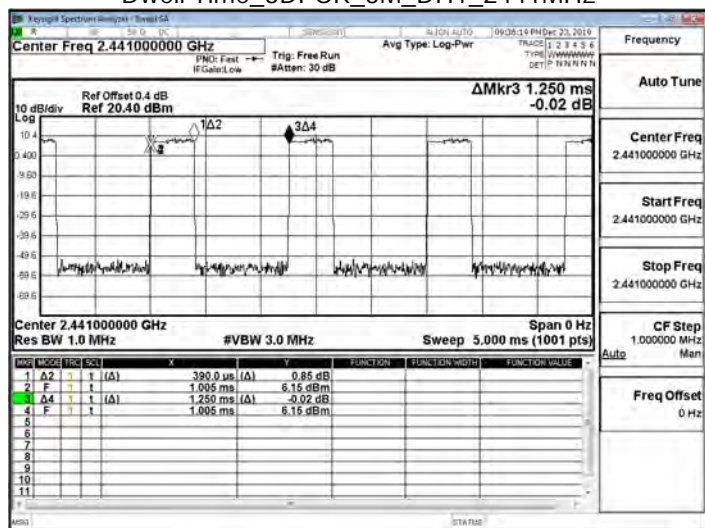 Keysight Spectrum Analyzer - Swept SA
RF 50 Ω DC SENSE:INT ALIGN AUTO 09:36:19 PM Dec 23, 2019
Center Freq 2.441000000 GHz
PNO: Fast
IFGain:Low
Trig: Free Run
#Atten: 30 dB
Avg Type: Log-Pwr
TRACE 1 2 3 4 5 6
TYPE WWWWWW
DET P N N N N N
Frequency
Auto Tune
Center Freq
2.441000000 GHz
Start Freq
2.441000000 GHz
Stop Freq
2.441000000 GHz
CF Step
1.000000 MHz
Auto Man
Freq Offset
0 Hz
ΔMkr3 1.250 ms
-0.02 dB
Ref Offset 0.4 dB
Ref 20.40 dBm
10 dB/div
Log
10.4
0.400
-9.60
-19.6
-29.6
-39.6
-49.6
-59.6
-69.6
1Δ2
3Δ4
Center 2.441000000 GHz
Span 0 Hz
Res BW 1.0 MHz
#VBW 3.0 MHz
Sweep 5.000 ms (1001 pts)
MKR MODE TRC SCL X Y FUNCTION FUNCTION WIDTH FUNCTION VALUE
1 Δ2 1 t (Δ) 390.0 µs (Δ) 0.85 dB
2 F 1 t 1.005 ms 6.15 dBm
3 Δ4 1 t (Δ) 1.250 ms (Δ) -0.02 dB
4 F 1 t 1.005 ms 6.15 dBm
5
6
7
8
9
10
11
MSG
STATUS